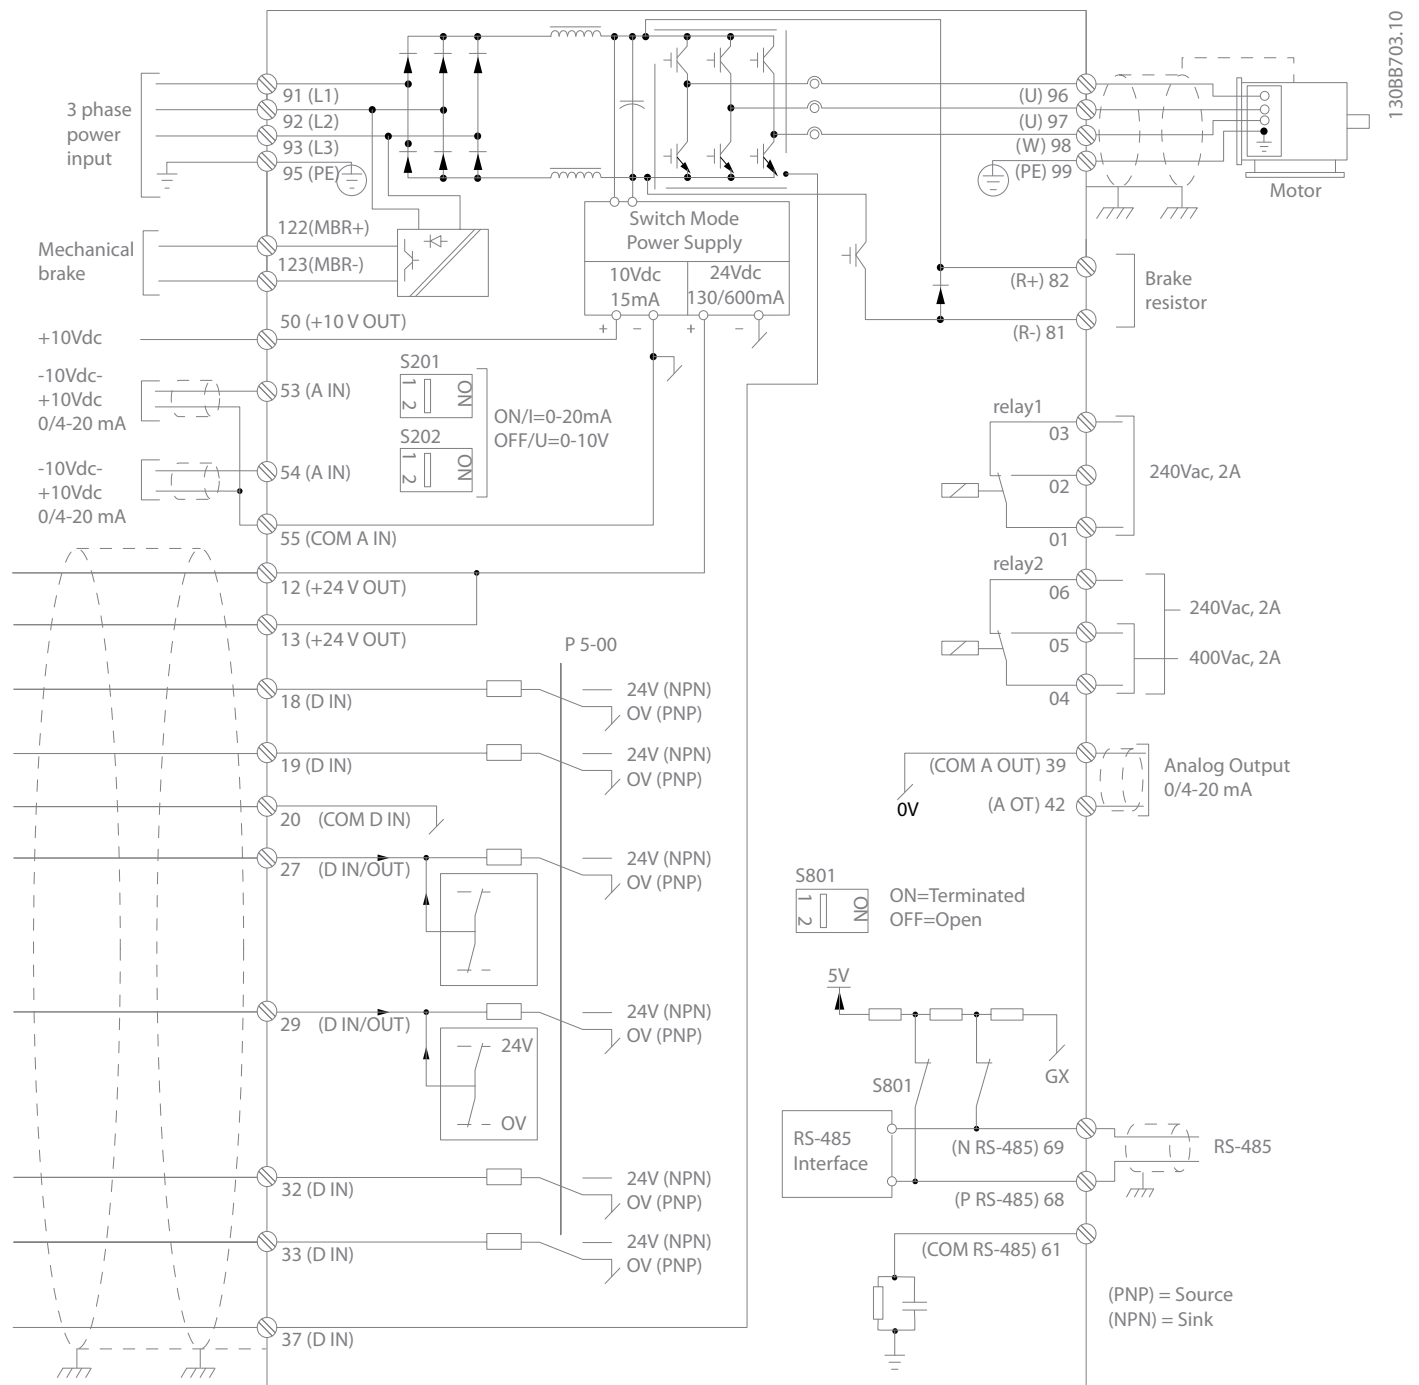 130BB703.10
3 phase
power
input
91 (L1)
92 (L2)
93 (L3)
95 (PE)
(U) 96
(U) 97
(W) 98
(PE) 99
Motor
Switch Mode
Power Supply
10Vdc
15mA
24Vdc
130/600mA
+
−
+
−
Mechanical
brake
122(MBR+)
123(MBR-)
(R+) 82
(R-) 81
Brake
resistor
+10Vdc
50 (+10 V OUT)
-10Vdc-
+10Vdc
0/4-20 mA
53 (A IN)
S201
1
2
ON
ON/I=0-20mA
OFF/U=0-10V
S202
1
2
ON
-10Vdc-
+10Vdc
0/4-20 mA
54 (A IN)
55 (COM A IN)
relay1
03
02
01
240Vac, 2A
relay2
06
05
04
240Vac, 2A
400Vac, 2A
12 (+24 V OUT)
13 (+24 V OUT)
P 5-00
18 (D IN)
24V (NPN)
OV (PNP)
19 (D IN)
24V (NPN)
OV (PNP)
20 (COM D IN)
27 (D IN/OUT)
24V (NPN)
OV (PNP)
29 (D IN/OUT)
24V (NPN)
OV (PNP)
24V
OV
32 (D IN)
24V (NPN)
OV (PNP)
33 (D IN)
24V (NPN)
OV (PNP)
37 (D IN)
(COM A OUT) 39
0V
(A OT) 42
Analog Output
0/4-20 mA
S801
1
2
ON
ON=Terminated
OFF=Open
5V
S801
GX
RS-485
Interface
(N RS-485) 69
(P RS-485) 68
RS-485
(COM RS-485) 61
(PNP) = Source
(NPN) = Sink